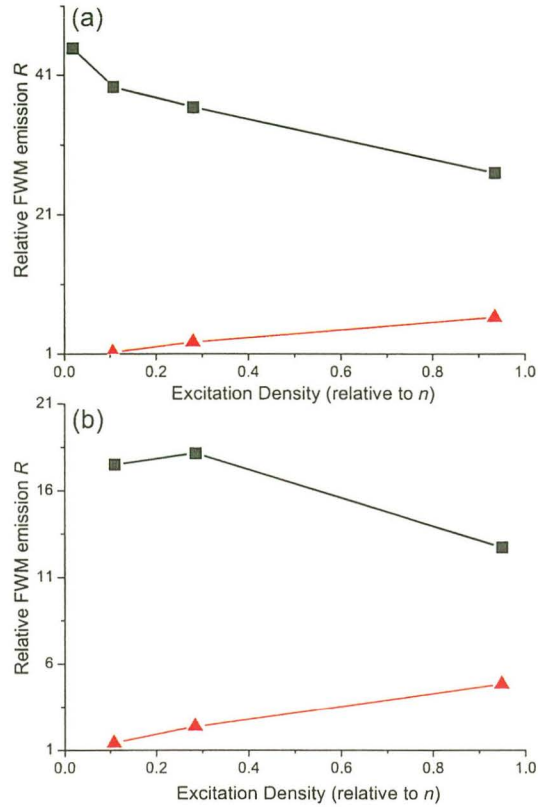 (a)
Relative FWM emission R
41
21
1
0.0 0.2 0.4 0.6 0.8 1.0
Excitation Density (relative to n)
(b)
Relative FWM emission R
21
16
11
6
1
0.0 0.2 0.4 0.6 0.8 1.0
Excitation Density (relative to n)